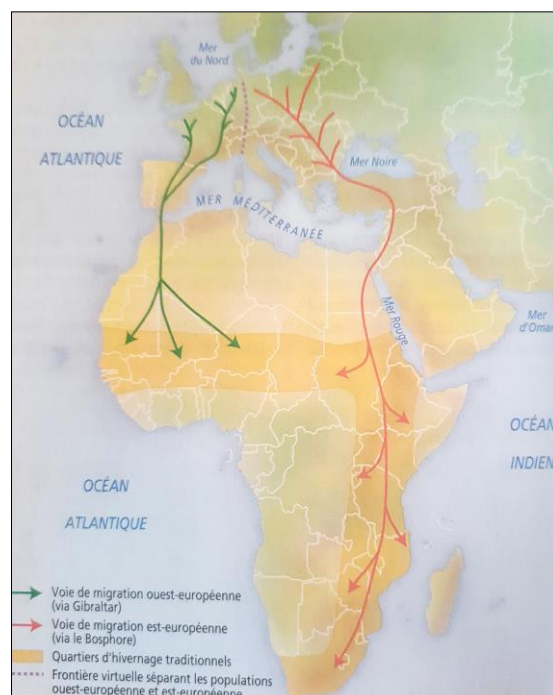 Mer
du Nord
OCÉAN
ATLANTIQUE
Mer Noire
MER MÉDITERRANÉE
Mer Rouge
Mer
d'Oman
OCÉAN
INDIEN
OCÉAN
ATLANTIQUE
Voie de migration ouest-européenne
(via Gibraltar)
Voie de migration est-européenne
(via le Bosphore)
Quartiers d'hivernage traditionnels
Frontière virtuelle séparant les populations
ouest-européenne et est-européenne